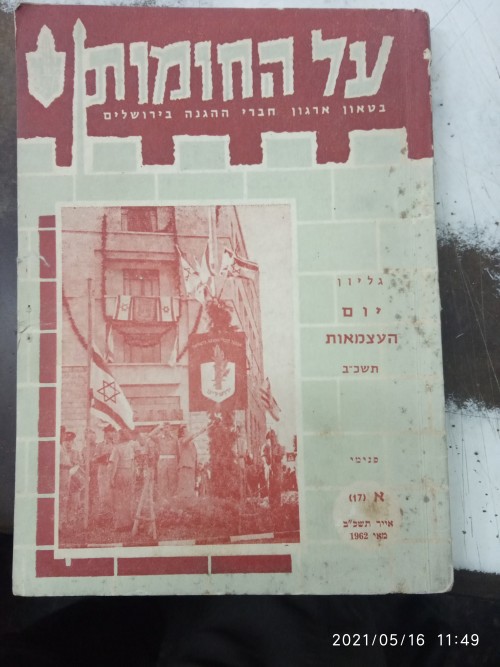 על החומות
בטאון ארגון חברי ההגנה בירושלים
גליון
יום
העצמאות
תשכ״ב
פנימי
א (17)
אייר תשכ״ב
מאי 1962
2021/05/16 11:49